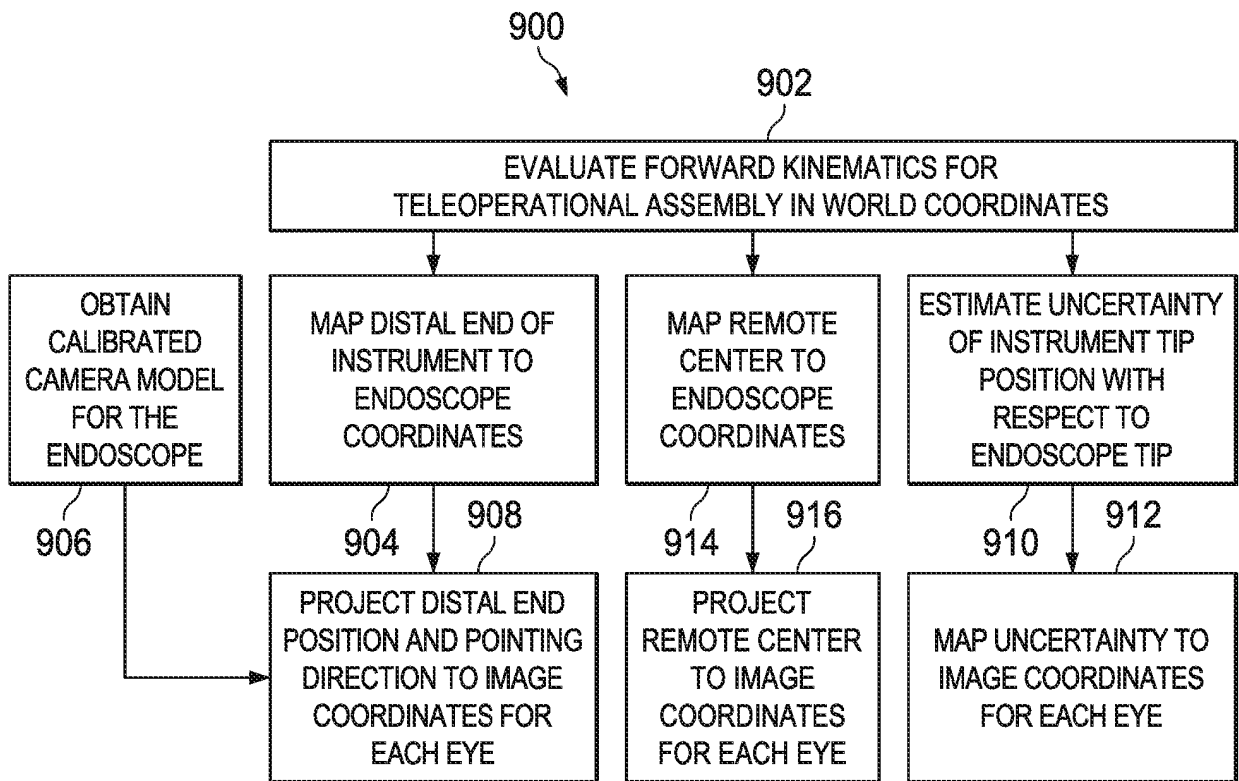 900
902
EVALUATE FORWARD KINEMATICS FOR
TELEOPERATIONAL ASSEMBLY IN WORLD COORDINATES
OBTAIN
CALIBRATED
CAMERA MODEL
FOR THE
ENDOSCOPE
906
MAP DISTAL END OF
INSTRUMENT TO
ENDOSCOPE
COORDINATES
904
MAP REMOTE
CENTER TO
ENDOSCOPE
COORDINATES
914
ESTIMATE UNCERTAINTY
OF INSTRUMENT TIP
POSITION WITH
RESPECT TO
ENDOSCOPE TIP
910
908
PROJECT DISTAL END
POSITION AND POINTING
DIRECTION TO IMAGE
COORDINATES FOR
EACH EYE
916
PROJECT
REMOTE CENTER
TO IMAGE
COORDINATES
FOR EACH EYE
912
MAP UNCERTAINTY TO
IMAGE COORDINATES
FOR EACH EYE